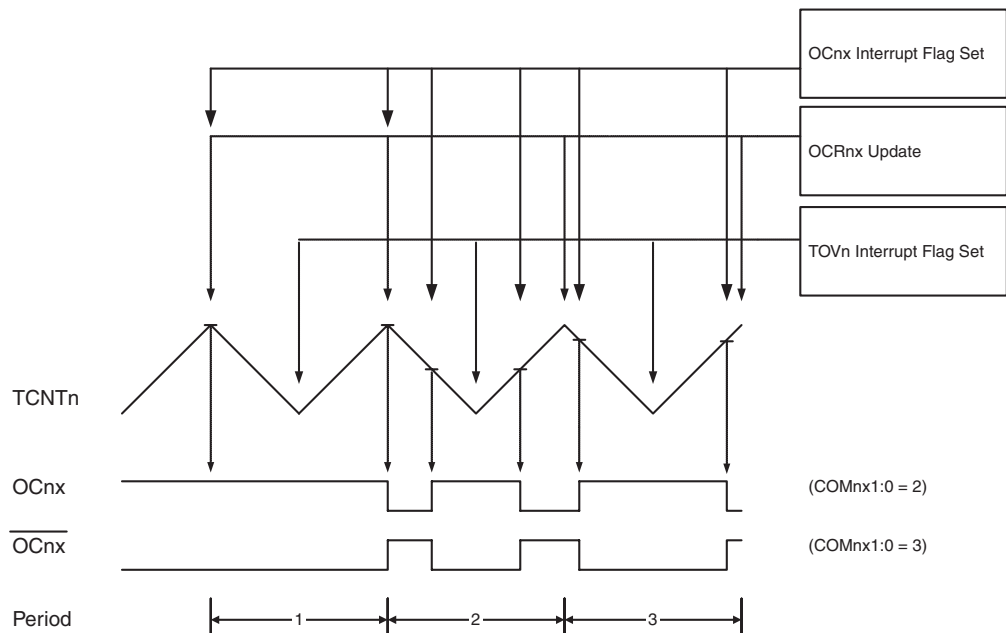 OCnx Interrupt Flag Set
OCRnx Update
TOVn Interrupt Flag Set
TCNTn
OCnx
(COMnx1:0 = 2)
OCnx
(COMnx1:0 = 3)
Period
1
2
3